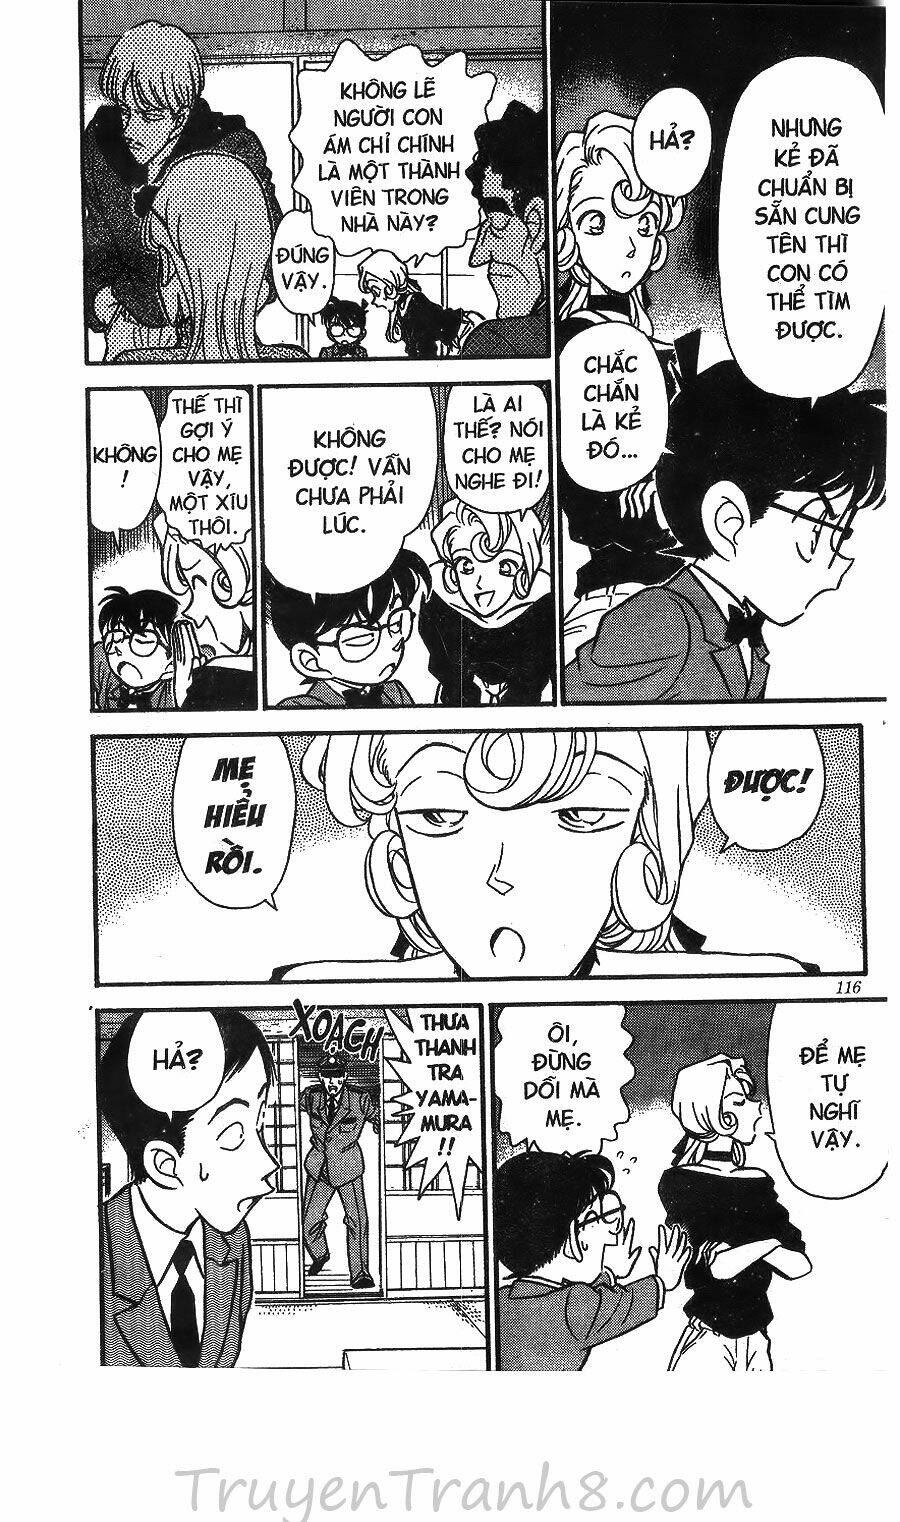 NHƯNG
KẺ ĐÃ
CHUẨN BỊ
SẴN CUNG
TÊN THÌ
CON CÓ
THỂ TÌM
ĐƯỢC.
HẢ?
CHẮC
CHẮN
LÀ KẺ
ĐÓ...
KHÔNG LẼ
NGƯỜI CON
ÁM CHỈ CHÍNH
LÀ MỘT THÀNH
VIÊN TRONG
NHÀ NÀY?
ĐÚNG
VẬY.
LÀ AI
THẾ? NÓI
CHO MẸ
NGHE ĐI!
KHÔNG
ĐƯỢC! VẪN
CHƯA PHẢI
LÚC.
THẾ THÌ
GỢI Ý
CHO MẸ
VẬY,
MỘT XÍU
THÔI.
KHÔNG
!
ĐƯỢC!
MẸ
HIỂU
RỒI.
116
ĐỂ MẸ
TỰ
NGHĨ
VẬY.
ÔI,
ĐỪNG
DỖI MÀ
MẸ.
THƯA
THANH
TRA
YAMA-
MURA
!!
XOẠCH
HẢ?
TruyenTranh8.com